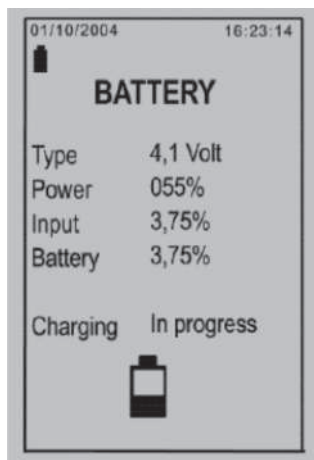 01/10/2004 16:23:14
BATTERY
Type 4,1 Volt
Power 055%
Input 3,75%
Battery 3,75%
Charging In progress